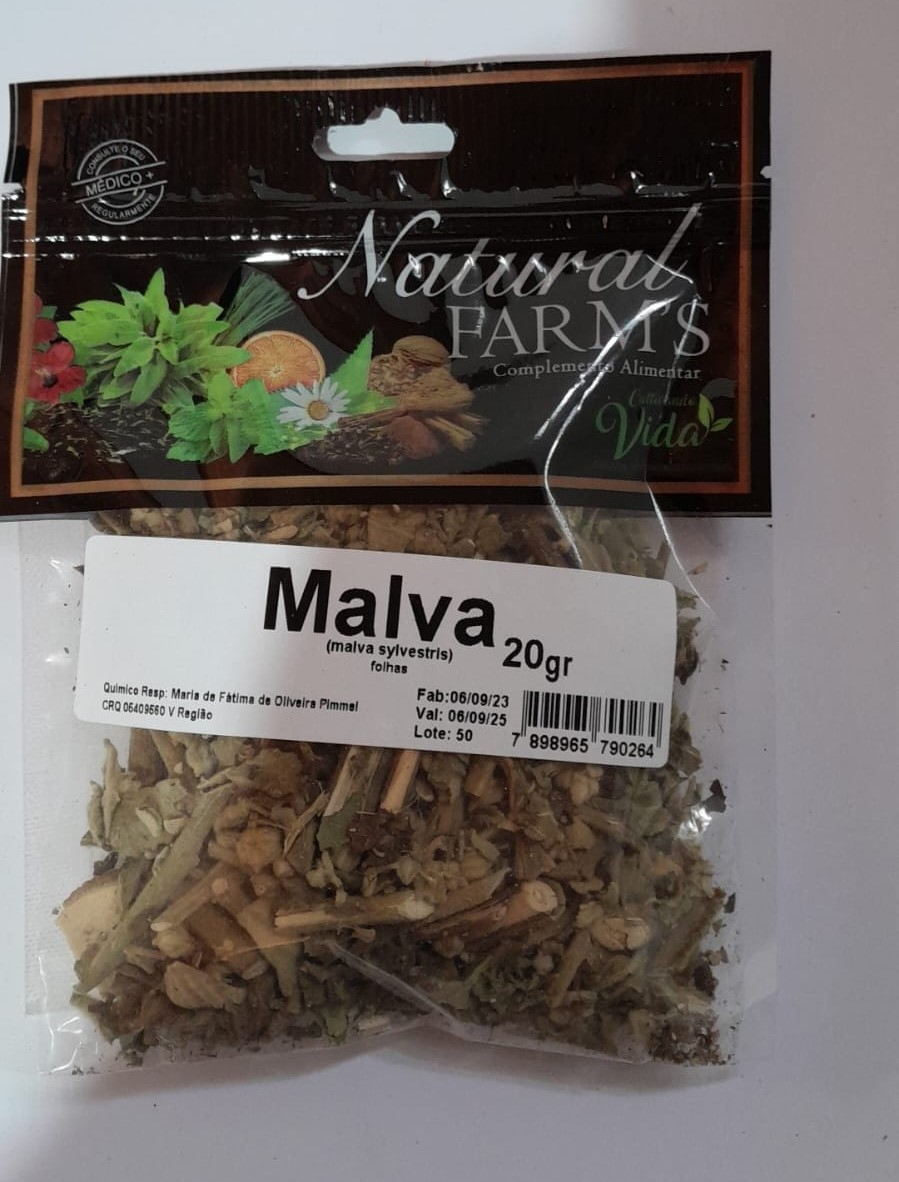 CONSULTE O SEU
MÉDICO +
REGULARMENTE
Natural
FARM'S
Complemento Alimentar
Cultivando
Vida
Malva 20gr
(malva sylvestris)
folhas
Quimico Resp: Maria de Fátima de Oliveira Pimmel
CRQ 05409560 V Região
Fab:06/09/23
Val: 06/09/25
Lote: 50
7 898965 790264